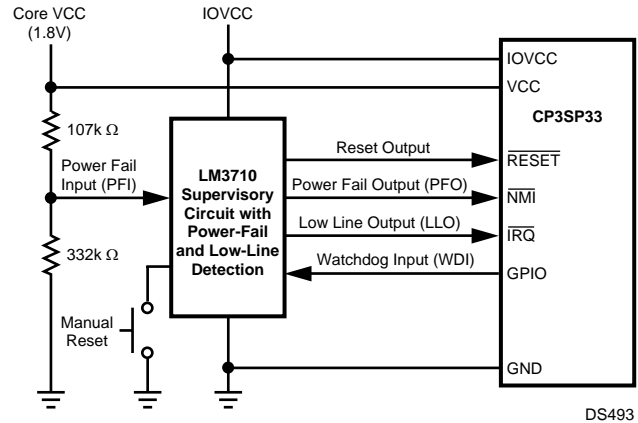 Core VCC
(1.8V)
IOVCC
IOVCC
VCC
CP3SP33
107k Ω
Power Fail
Input (PFI)
LM3710
Supervisory
Circuit with
Power-Fail
and Low-Line
Detection
Reset Output
RESET
Power Fail Output (PFO)
NMI
Low Line Output (LLO)
IRQ
Watchdog Input (WDI)
GPIO
332k Ω
Manual
Reset
GND
DS493